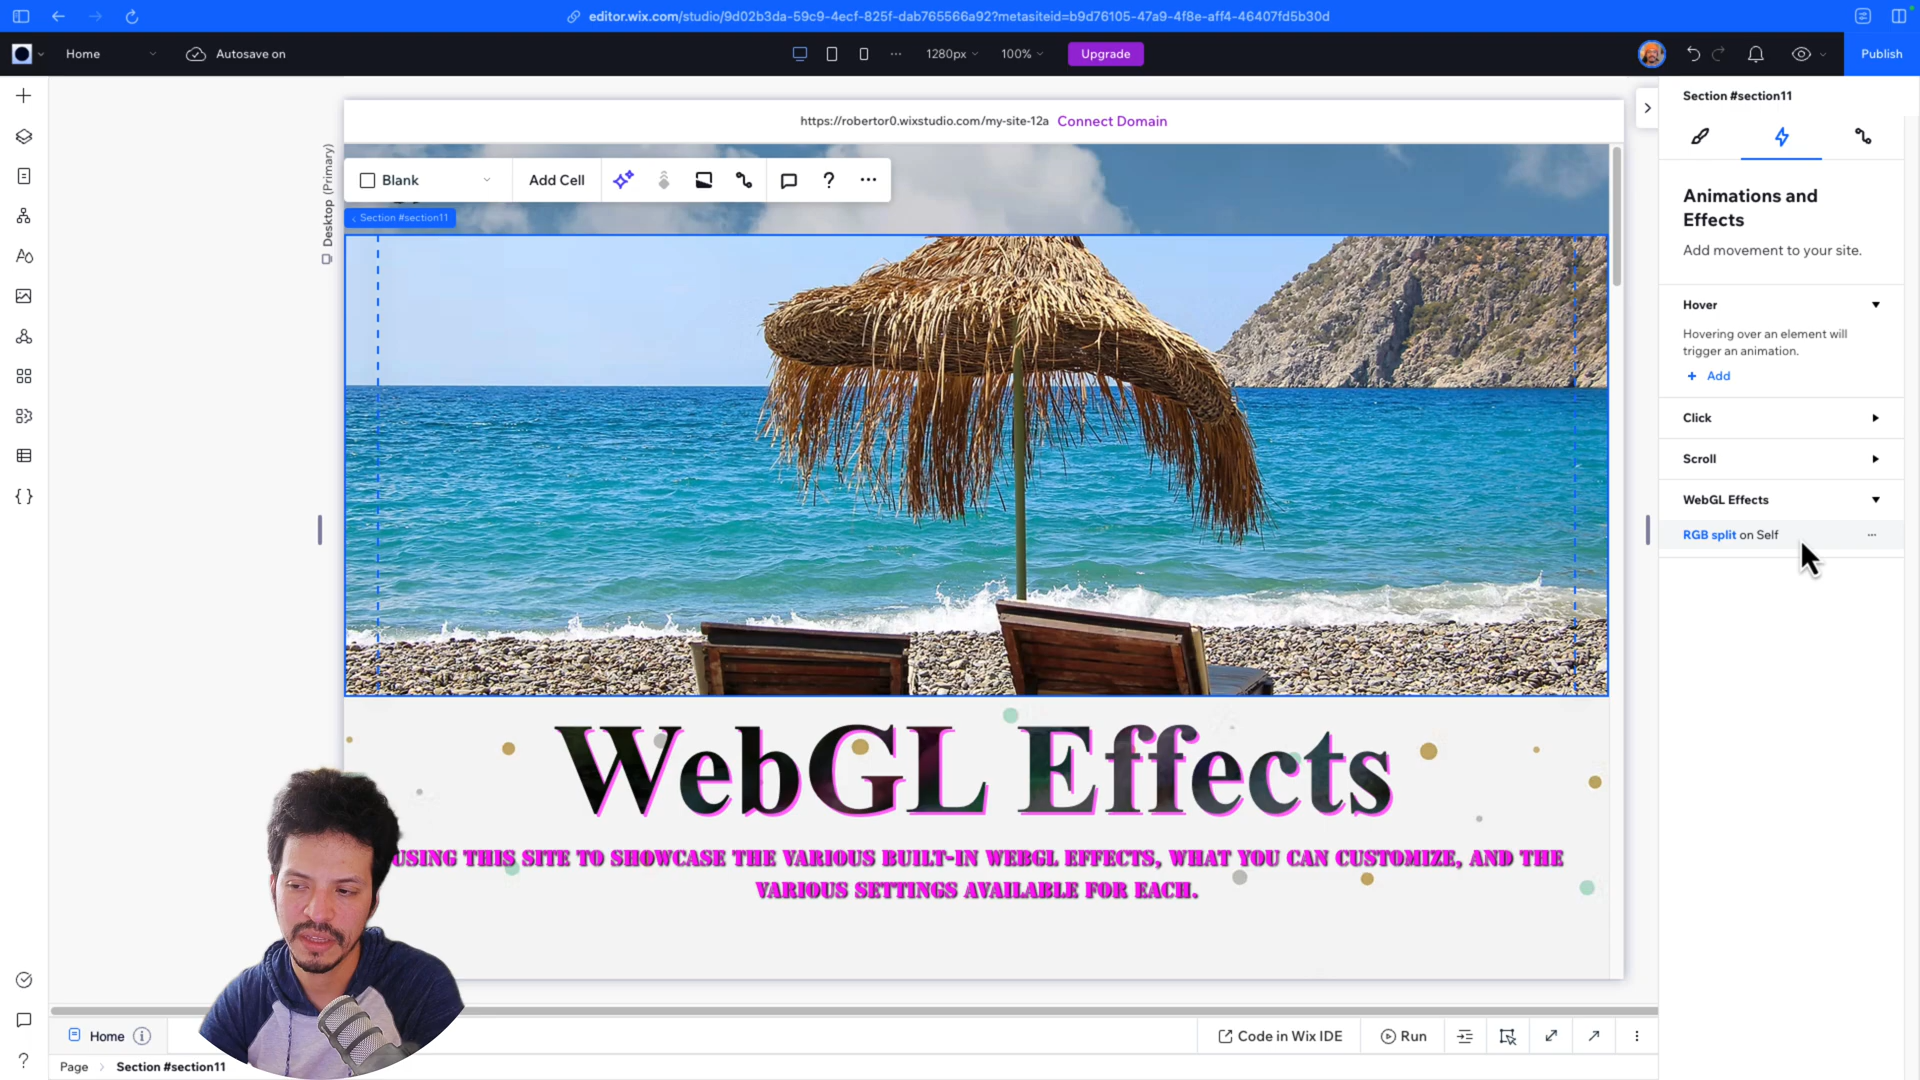 editor.wix.com/studio/9d02b3da-59c9-4ecf-825f-dab765566a92?metasiteid=b9d76105-47a9-4f8e-aff4-46407fd5b30d
Home
Autosave on
1280px
100%
Upgrade
Publish
Section #section11
https://robertor0.wixstudio.com/my-site-12a Connect Domain
Desktop (Primary)
Blank
Add Cell
Section #section11
Animations and
Effects
Add movement to your site.
Hover
Hovering over an element will
trigger an animation.
+ Add
Click
Scroll
WebGL Effects
RGB split on Self
WebGL Effects
USING THIS SITE TO SHOWCASE THE VARIOUS BUILT-IN WEBGL EFFECTS, WHAT YOU CAN CUSTOMIZE, AND THE
VARIOUS SETTINGS AVAILABLE FOR EACH.
Home
Code in Wix IDE
Run
Page
Section #section11